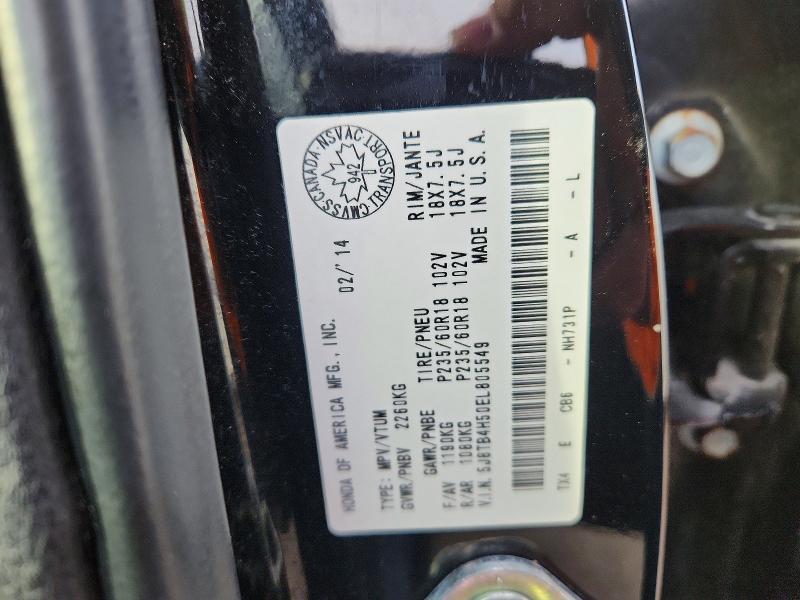 HONDA OF AMERICA MFG., INC. 02/'14
CMVSS CANADA-NSVAC TRANSPORT
942
TYPE: MPV/VTUM
GVWR/PNBV 2260KG
GAWR/PNBE TIRE/PNEU RIM/JANTE
F/AV 1190KG P235/60R18 102V 18X7.5J
R/AR 1080KG P235/60R18 102V 18X7.5J
V.I.N. 5J8TB4H50EL805549 MADE IN U.S.A.
TX4 E CB6 - NH731P - A - L